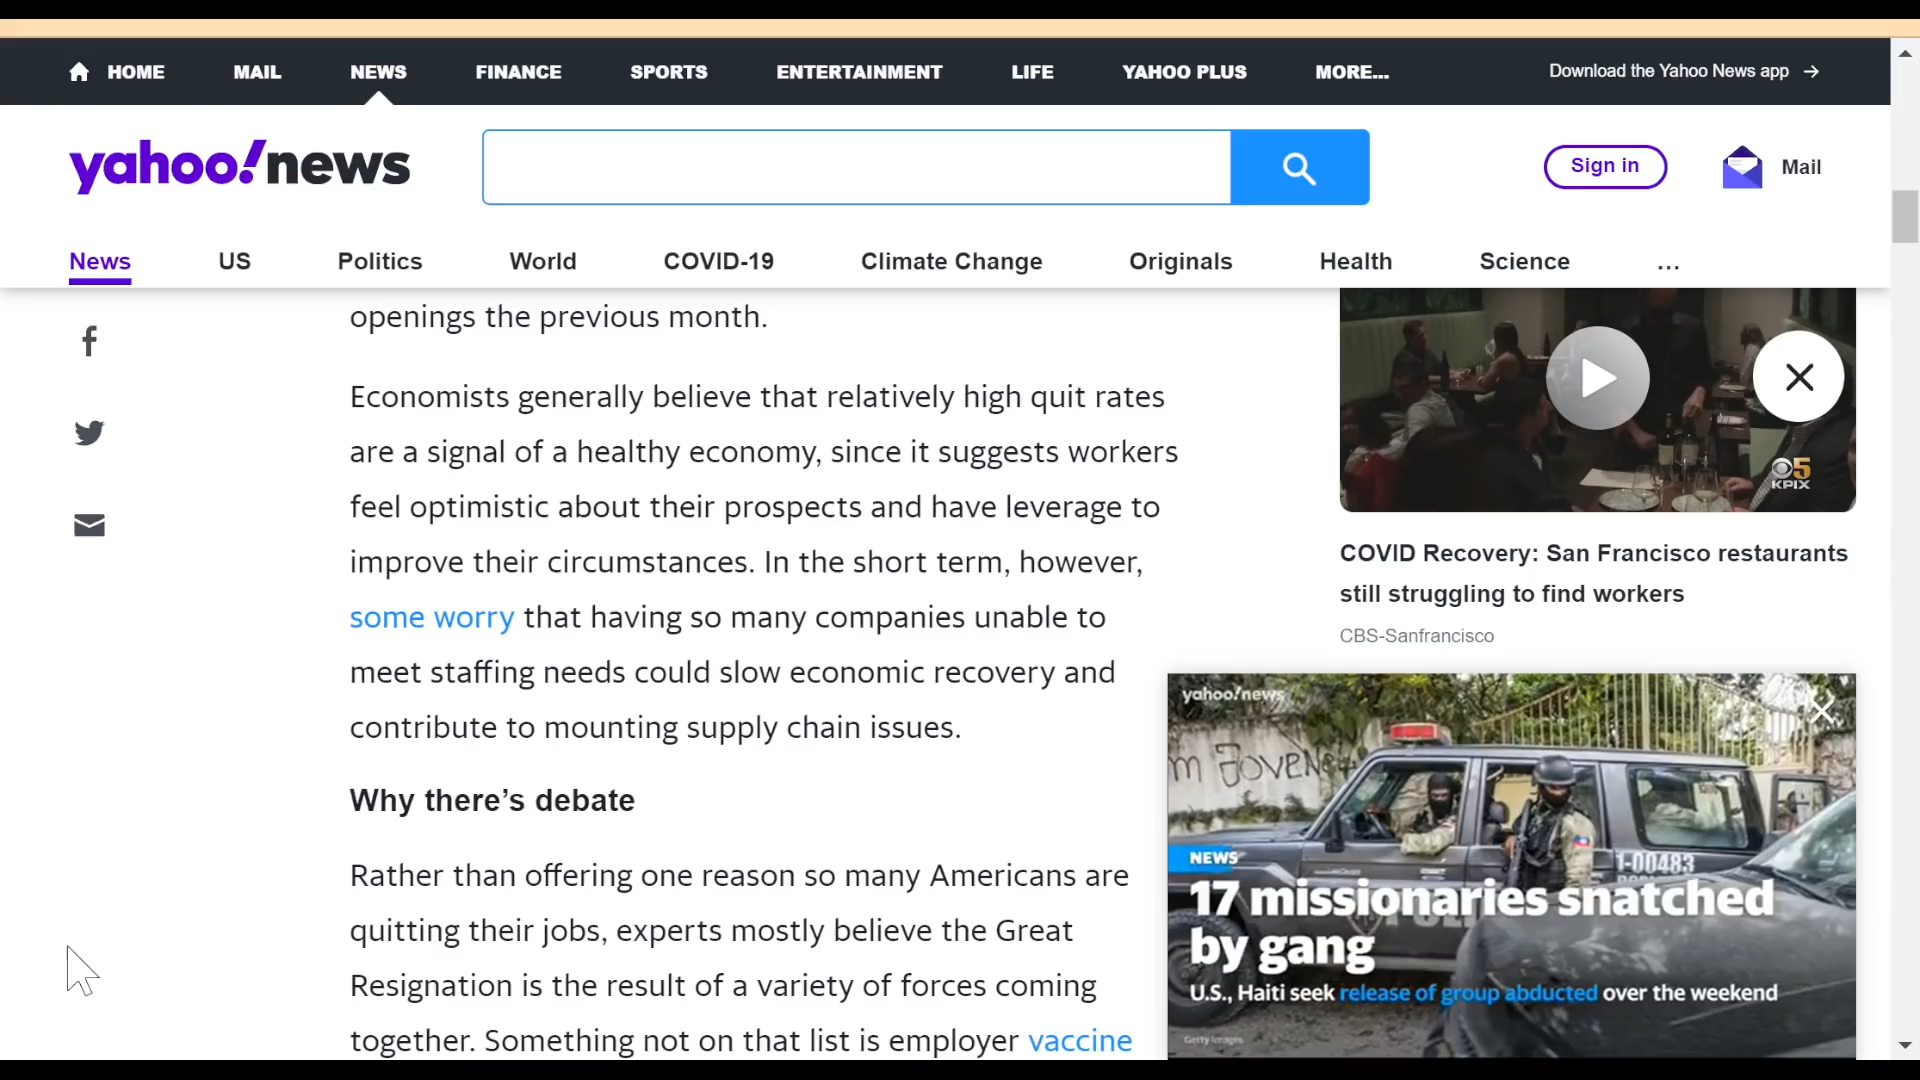 HOME MAIL NEWS FINANCE SPORTS ENTERTAINMENT LIFE YAHOO PLUS MORE... Download the Yahoo News app →
yahoo!news
Sign in
Mail
News US Politics World COVID-19 Climate Change Originals Health Science ...
openings the previous month.
Economists generally believe that relatively high quit rates
are a signal of a healthy economy, since it suggests workers
feel optimistic about their prospects and have leverage to
improve their circumstances. In the short term, however,
some worry that having so many companies unable to
meet staffing needs could slow economic recovery and
contribute to mounting supply chain issues.
Why there’s debate
Rather than offering one reason so many Americans are
quitting their jobs, experts mostly believe the Great
Resignation is the result of a variety of forces coming
together. Something not on that list is employer vaccine
5
KPIX
COVID Recovery: San Francisco restaurants
still struggling to find workers
CBS-Sanfrancisco
yahoo!news
m JOVENE
1-00483
NEWS
17 missionaries snatched
by gang
U.S., Haiti seek release of group abducted over the weekend
Getty Images